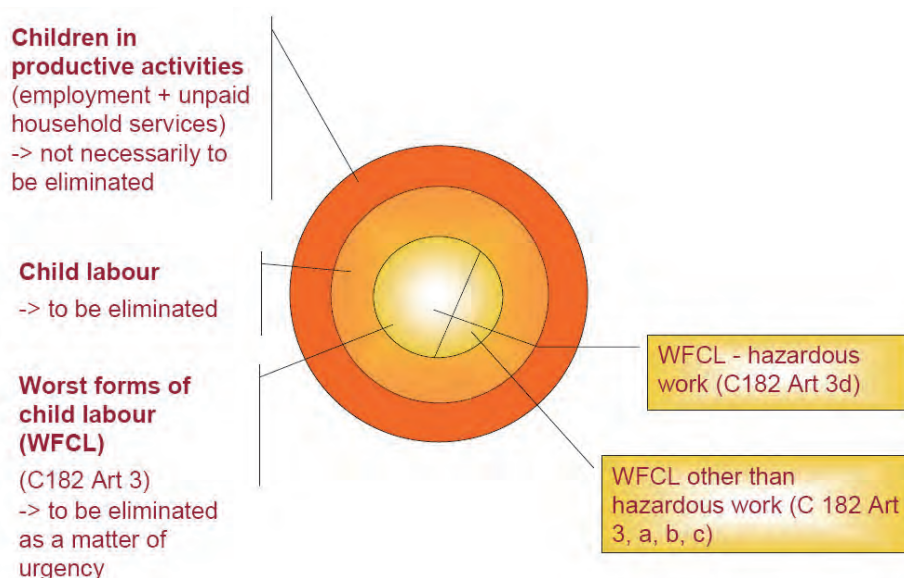 Children in
productive activities
(employment + unpaid
household services)
-> not necessarily to
be eliminated
Child labour
-> to be eliminated
Worst forms of
child labour
(WFCL)
(C182 Art 3)
-> to be eliminated
as a matter of
urgency
WFCL - hazardous
work (C182 Art 3d)
WFCL other than
hazardous work (C 182 Art
3, a, b, c)